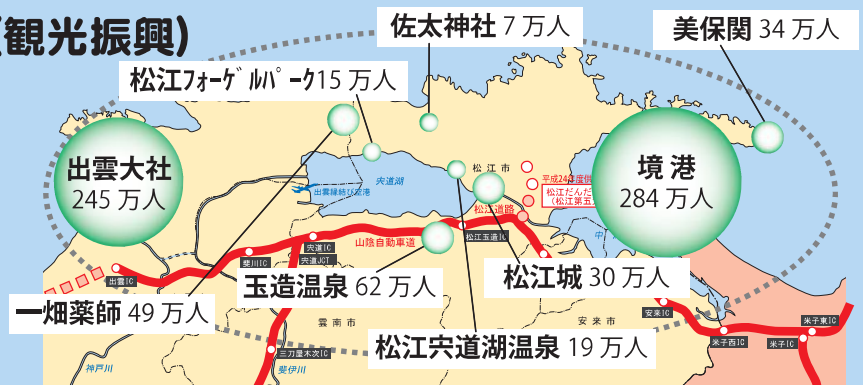 (観光振興)
佐太神社 7 万人
美保関 34 万人
松江フォーゲルパーク15 万人
出雲大社
245 万人
境港
284 万人
宍道湖
松江市
平成24年度供
松江だんだ
(松江第五
出雲縁結び空港
松江道路
中
山陰自動車道
松江玉造IC
宍道IC
宍道JCT
斐川IC
出雲IC
玉造温泉 62 万人
松江城 30 万人
一畑薬師 49 万人
松江宍道湖温泉 19 万人
雲南市
安来市
安来IC
米子西IC
米子IC
米子東IC
三刀屋木次IC
神戸川
斐伊川